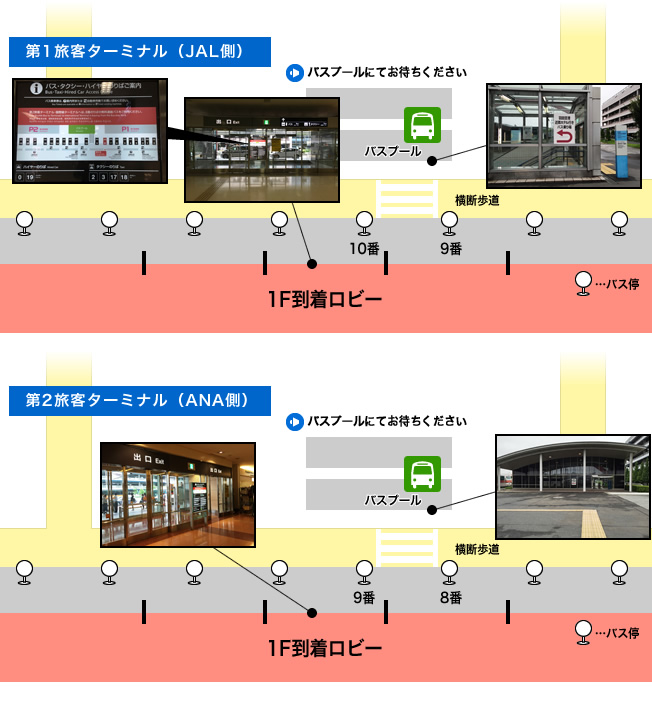 第1旅客ターミナル（JAL側）
バスプールにてお待ちください
バス・タクシー・ハイヤーのりばご案内
Bus・Taxi・Hired Car Access
P2
P1
0 19
2 3 17 18
出口 Exit
バスプール
横断歩道
10番
9番
1F到着ロビー
…バス停
第2旅客ターミナル（ANA側）
バスプールにてお待ちください
出口 Exit
バスプール
横断歩道
9番
8番
1F到着ロビー
…バス停